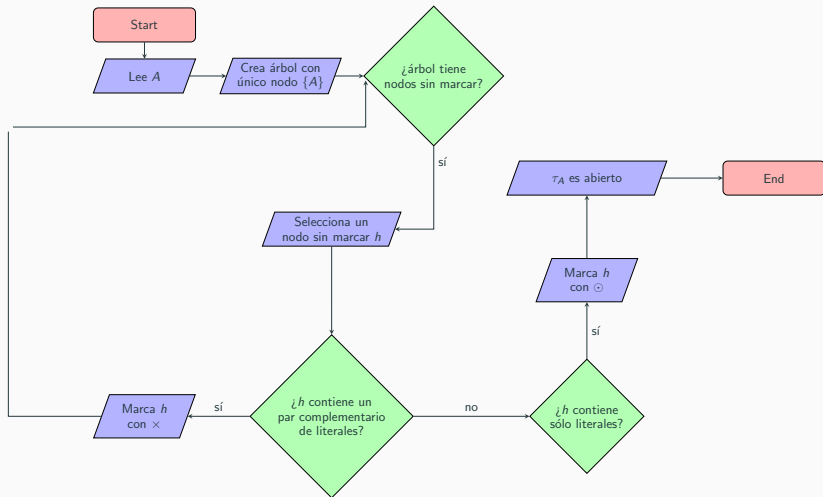 Start
Lee A
Crea árbol con
único nodo {A}
¿árbol tiene
nodos sin marcar?
sí
τ_A es abierto
End
Selecciona un
nodo sin marcar h
Marca h
con ⊙
sí
¿h contiene un
par complementario
de literales?
sí
Marca h
con ×
no
¿h contiene
sólo literales?